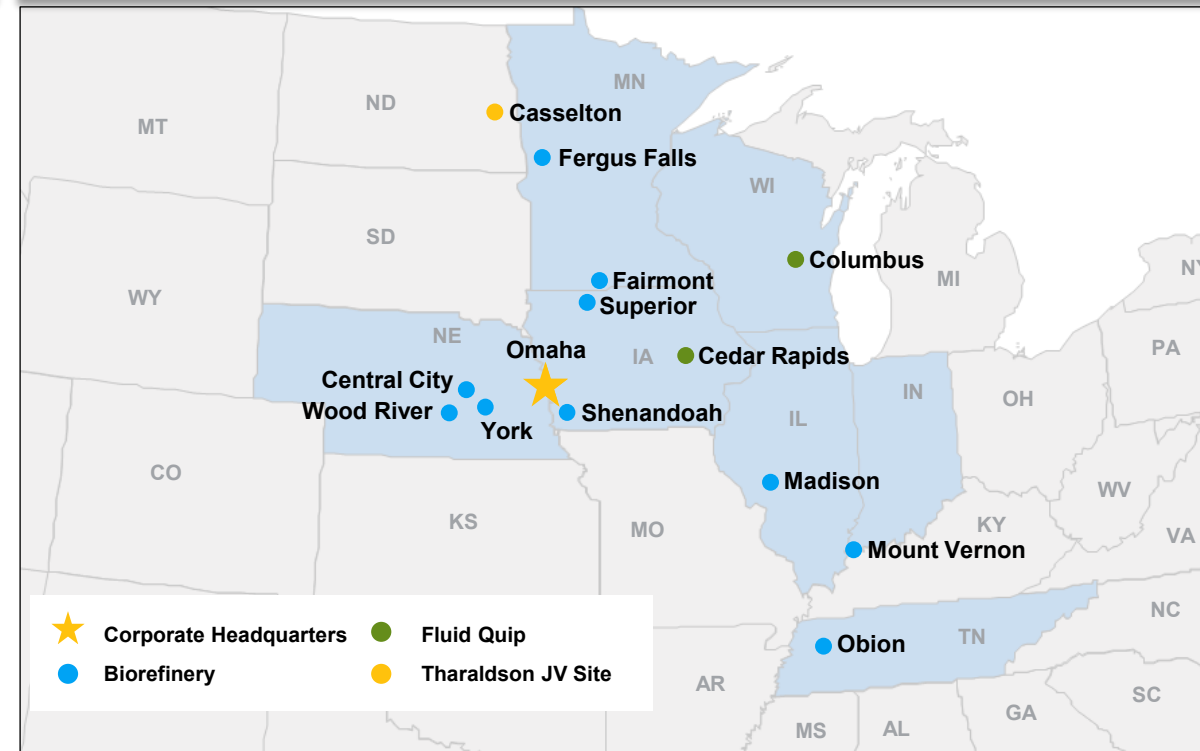 MN
ND
Casselton
MT
Fergus Falls
WI
SD
Columbus
NY
MI
Fairmont
WY
Superior
NE
Omaha
IA
Cedar Rapids
PA
Central City
IN
OH
Wood River
Shenandoah
IL
York
CO
Madison
WV
KS
MO
KY
VA
Mount Vernon
NC
TN
Obion
AR
SC
GA
MS
AL
Corporate Headquarters
Fluid Quip
Biorefinery
Tharaldson JV Site